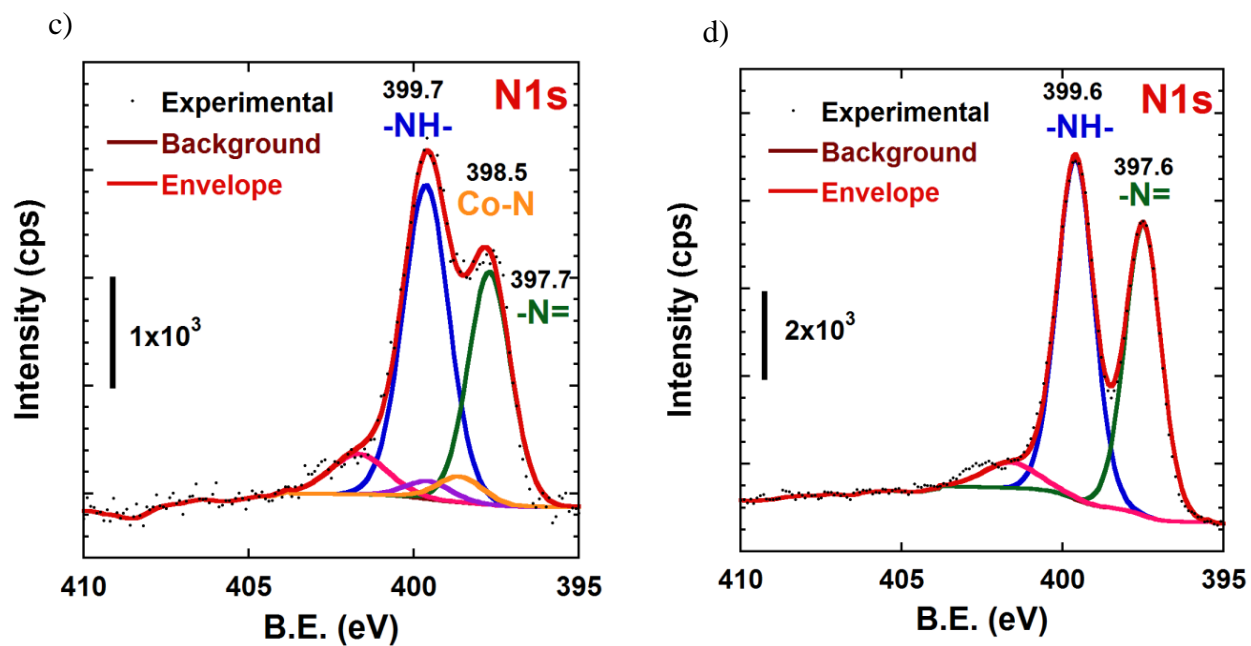 c)
399.7
N1s
Experimental
-NH-
Background
398.5
Envelope
Co-N
397.7
-N=
1x10³
Intensity (cps)
410
405
400
395
B.E. (eV)
d)
399.6
N1s
Experimental
-NH-
Background
397.6
Envelope
-N=
2x10³
Intensity (cps)
410
405
400
395
B.E. (eV)